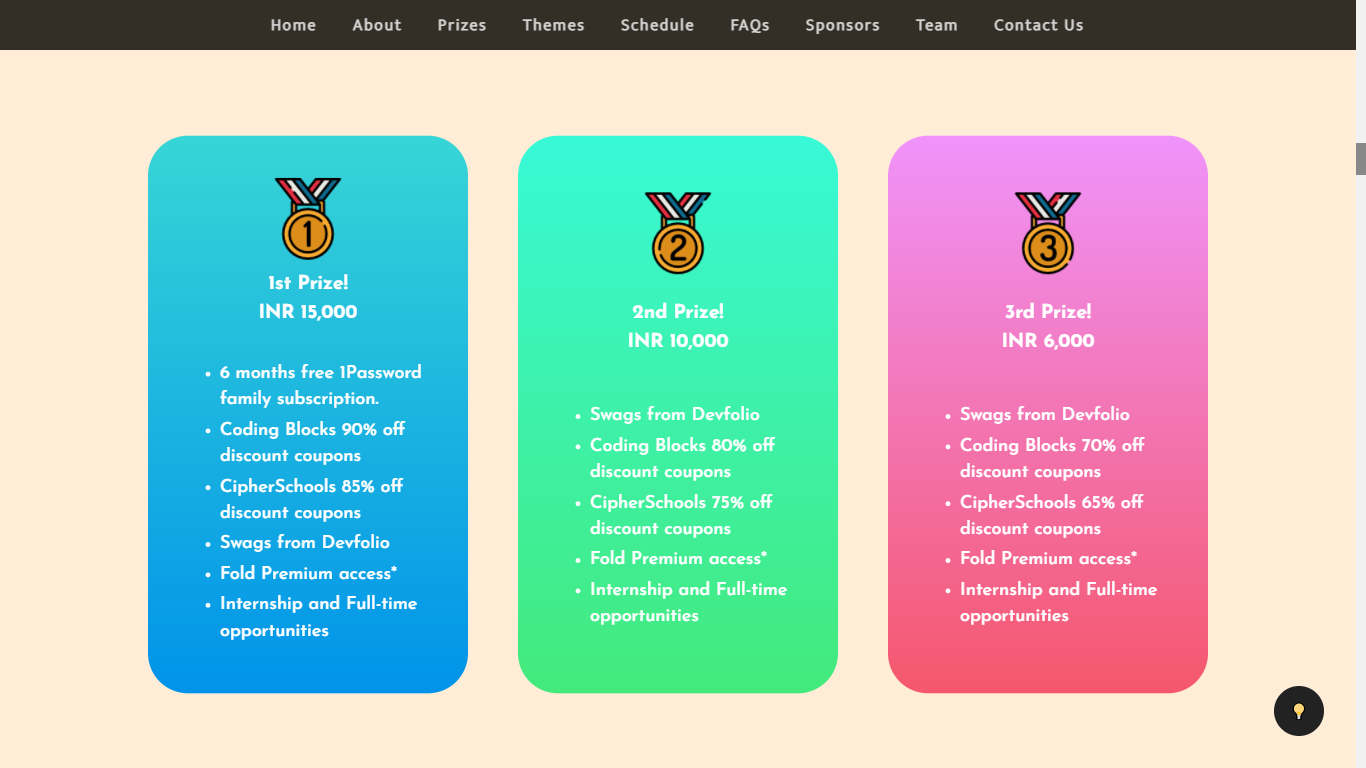 Home About Prizes Themes Schedule FAQs Sponsors Team Contact Us
1
1st Prize!
INR 15,000
• 6 months free 1Password
family subscription.
• Coding Blocks 90% off
discount coupons
• CipherSchools 85% off
discount coupons
• Swags from Devfolio
• Fold Premium access*
• Internship and Full-time
opportunities
2
2nd Prize!
INR 10,000
• Swags from Devfolio
• Coding Blocks 80% off
discount coupons
• CipherSchools 75% off
discount coupons
• Fold Premium access*
• Internship and Full-time
opportunities
3
3rd Prize!
INR 6,000
• Swags from Devfolio
• Coding Blocks 70% off
discount coupons
• CipherSchools 65% off
discount coupons
• Fold Premium access*
• Internship and Full-time
opportunities